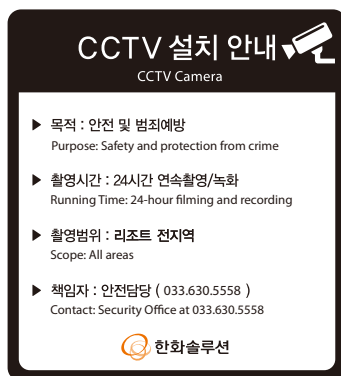 CCTV 설치 안내
CCTV Camera
▶ 목적 : 안전 및 범죄예방
Purpose: Safety and protection from crime
▶ 촬영시간 : 24시간 연속촬영/녹화
Running Time: 24-hour filming and recording
▶ 촬영범위 : 리조트 전지역
Scope: All areas
▶ 책임자 : 안전담당 ( 033.630.5558 )
Contact: Security Office at 033.630.5558
한화솔루션